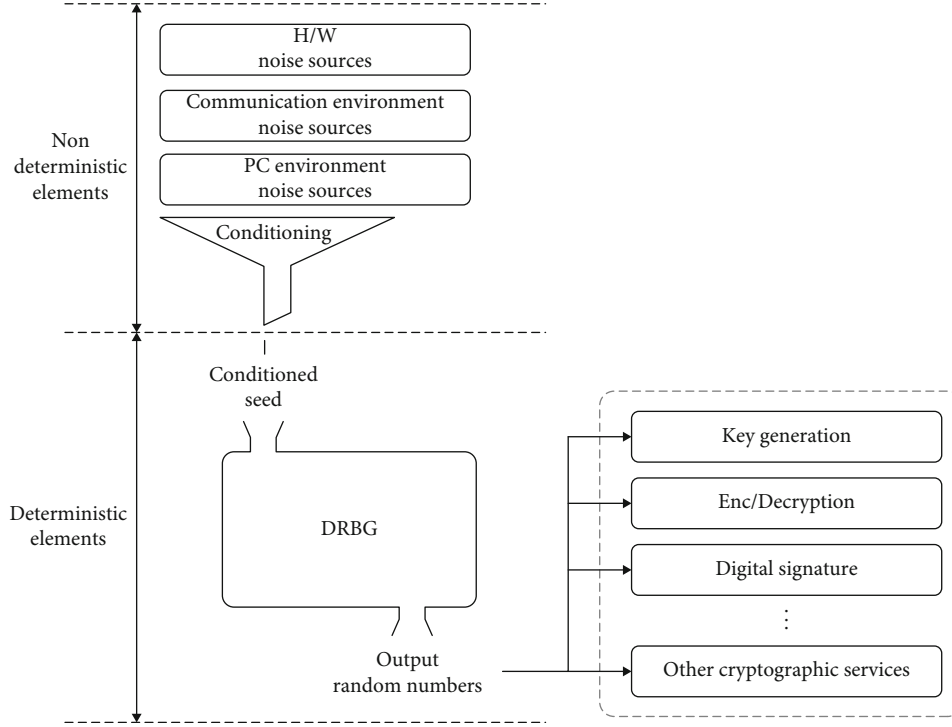 Non
deterministic
elements
H/W
noise sources
Communication environment
noise sources
PC environment
noise sources
Conditioning
Deterministic
elements
Conditioned
seed
DRBG
Output
random numbers
Key generation
Enc/Decryption
Digital signature
⋮
Other cryptographic services